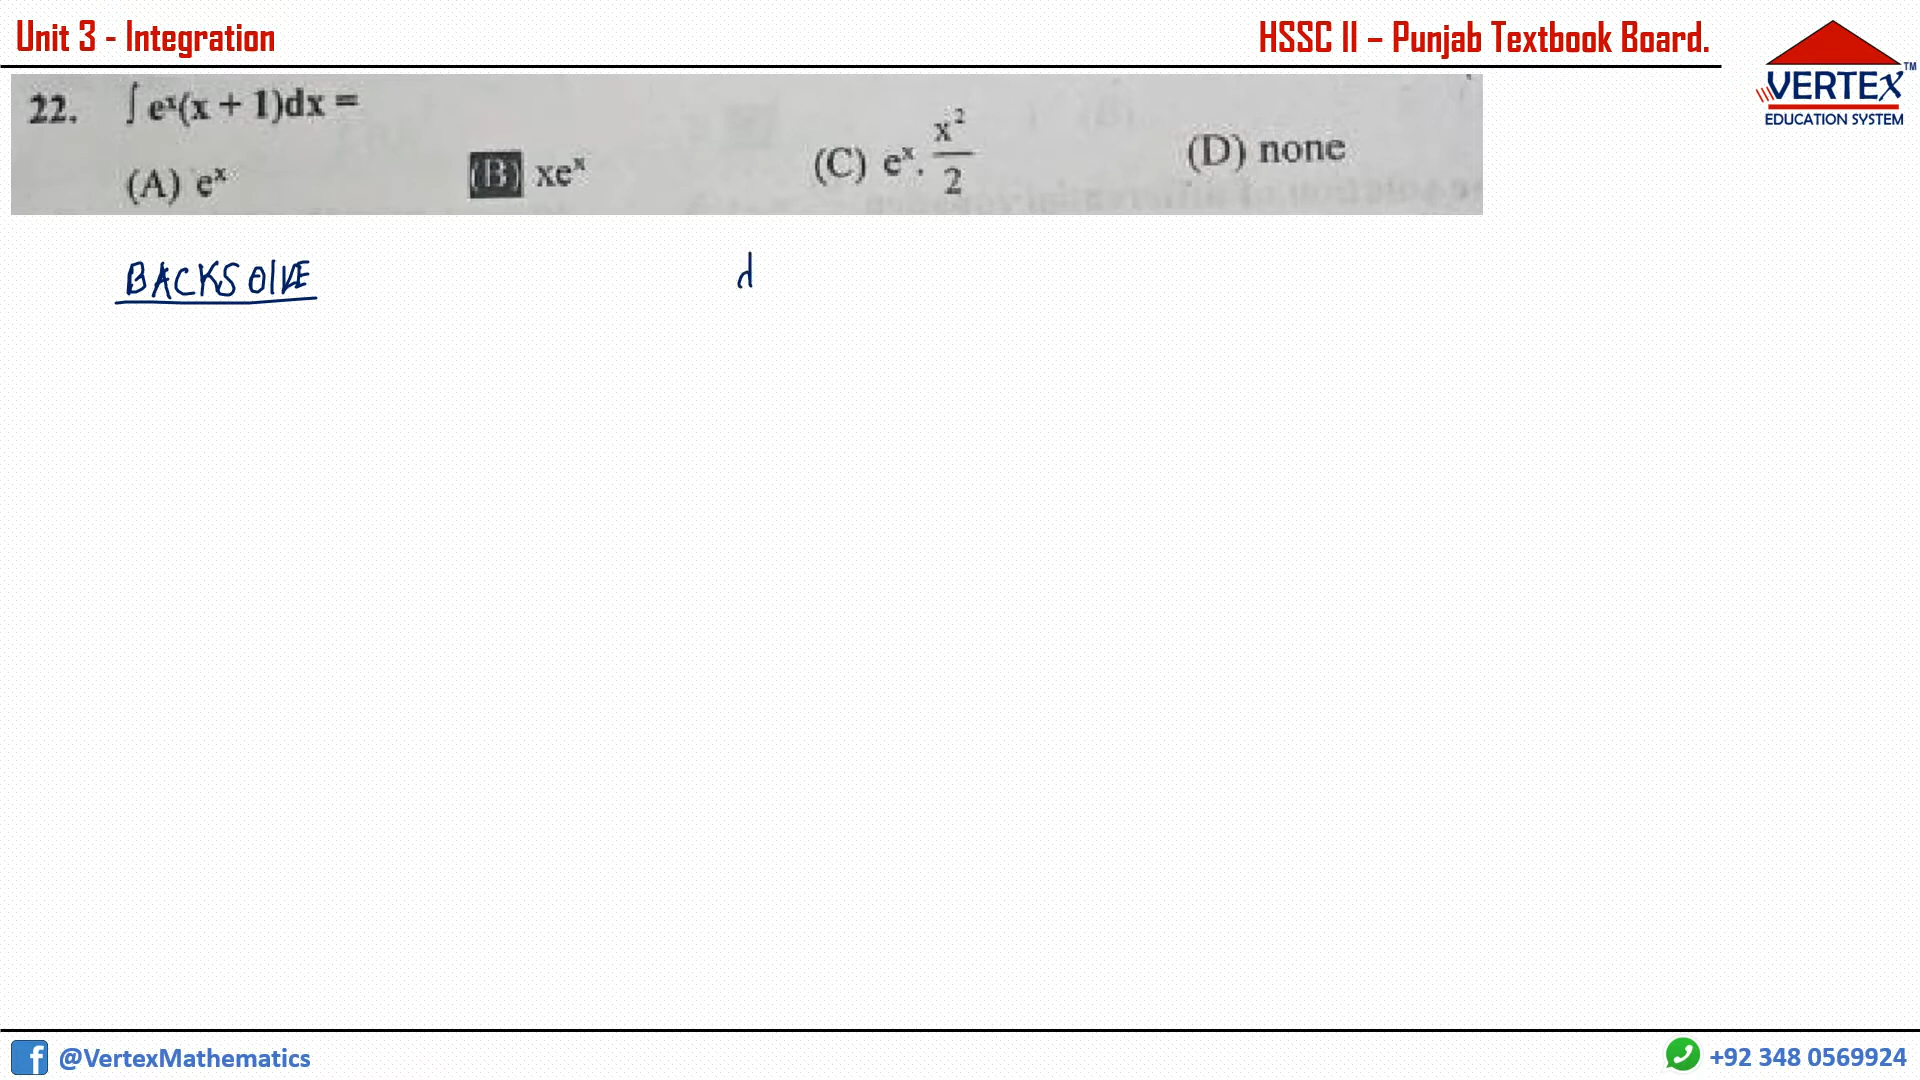 Unit 3 - Integration
HSSC II – Punjab Textbook Board.
VERTEX™
EDUCATION SYSTEM
22. ∫ eˣ(x + 1)dx =
(A) eˣ (B) xeˣ (C) eˣ. x²/2 (D) none
BACKSOLVE d
@VertexMathematics
+92 348 0569924